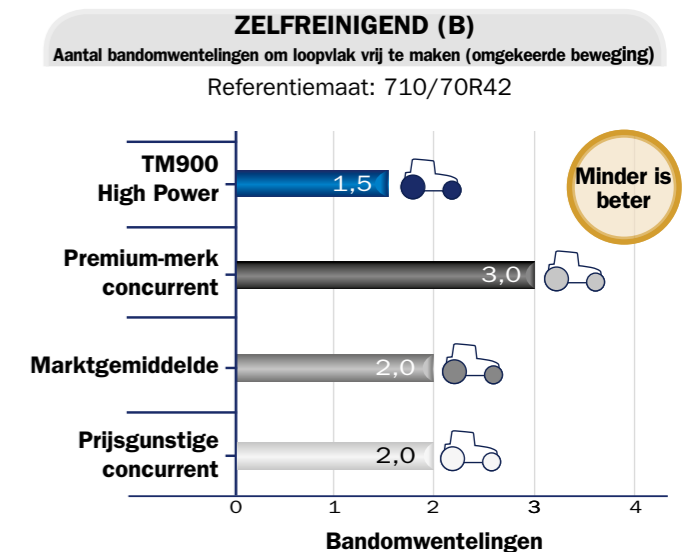 ZELFREINIGEND (B)
Aantal bandomwentelingen om loopvlak vrij te maken (omgekeerde beweging)
Referentiemaat: 710/70R42
TM900
High Power
1,5
Minder is
beter
Premium-merk
concurrent
3,0
Marktgemiddelde
2,0
Prijsgunstige
concurrent
2,0
0 1 2 3 4
Bandomwentelingen